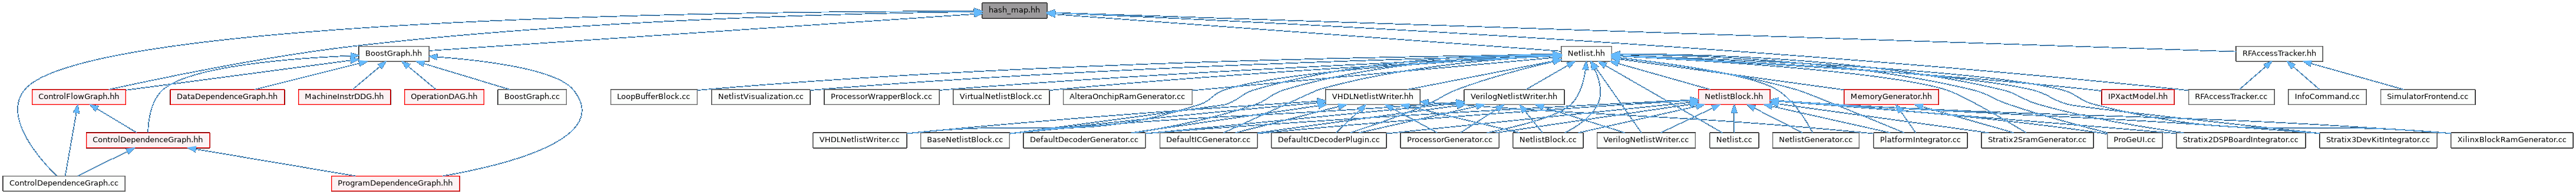 hash_map.hh
BoostGraph.hh
Netlist.hh
RFAccessTracker.hh
ControlFlowGraph.hh
DataDependenceGraph.hh
MachineInstrDDG.hh
OperationDAG.hh
BoostGraph.cc
LoopBufferBlock.cc
NetlistVisualization.cc
ProcessorWrapperBlock.cc
VirtualNetlistBlock.cc
AlteraOnchipRamGenerator.cc
VHDLNetlistWriter.hh
VerilogNetlistWriter.hh
NetlistBlock.hh
MemoryGenerator.hh
IPXactModel.hh
RFAccessTracker.cc
InfoCommand.cc
SimulatorFrontend.cc
ControlDependenceGraph.hh
VHDLNetlistWriter.cc
BaseNetlistBlock.cc
DefaultDecoderGenerator.cc
DefaultICGenerator.cc
DefaultICDecoderPlugin.cc
ProcessorGenerator.cc
NetlistBlock.cc
VerilogNetlistWriter.cc
Netlist.cc
NetlistGenerator.cc
PlatformIntegrator.cc
Stratix2SramGenerator.cc
ProGeUI.cc
Stratix2DSPBoardIntegrator.cc
Stratix3DevKitIntegrator.cc
XilinxBlockRamGenerator.cc
ControlDependenceGraph.cc
ProgramDependenceGraph.hh